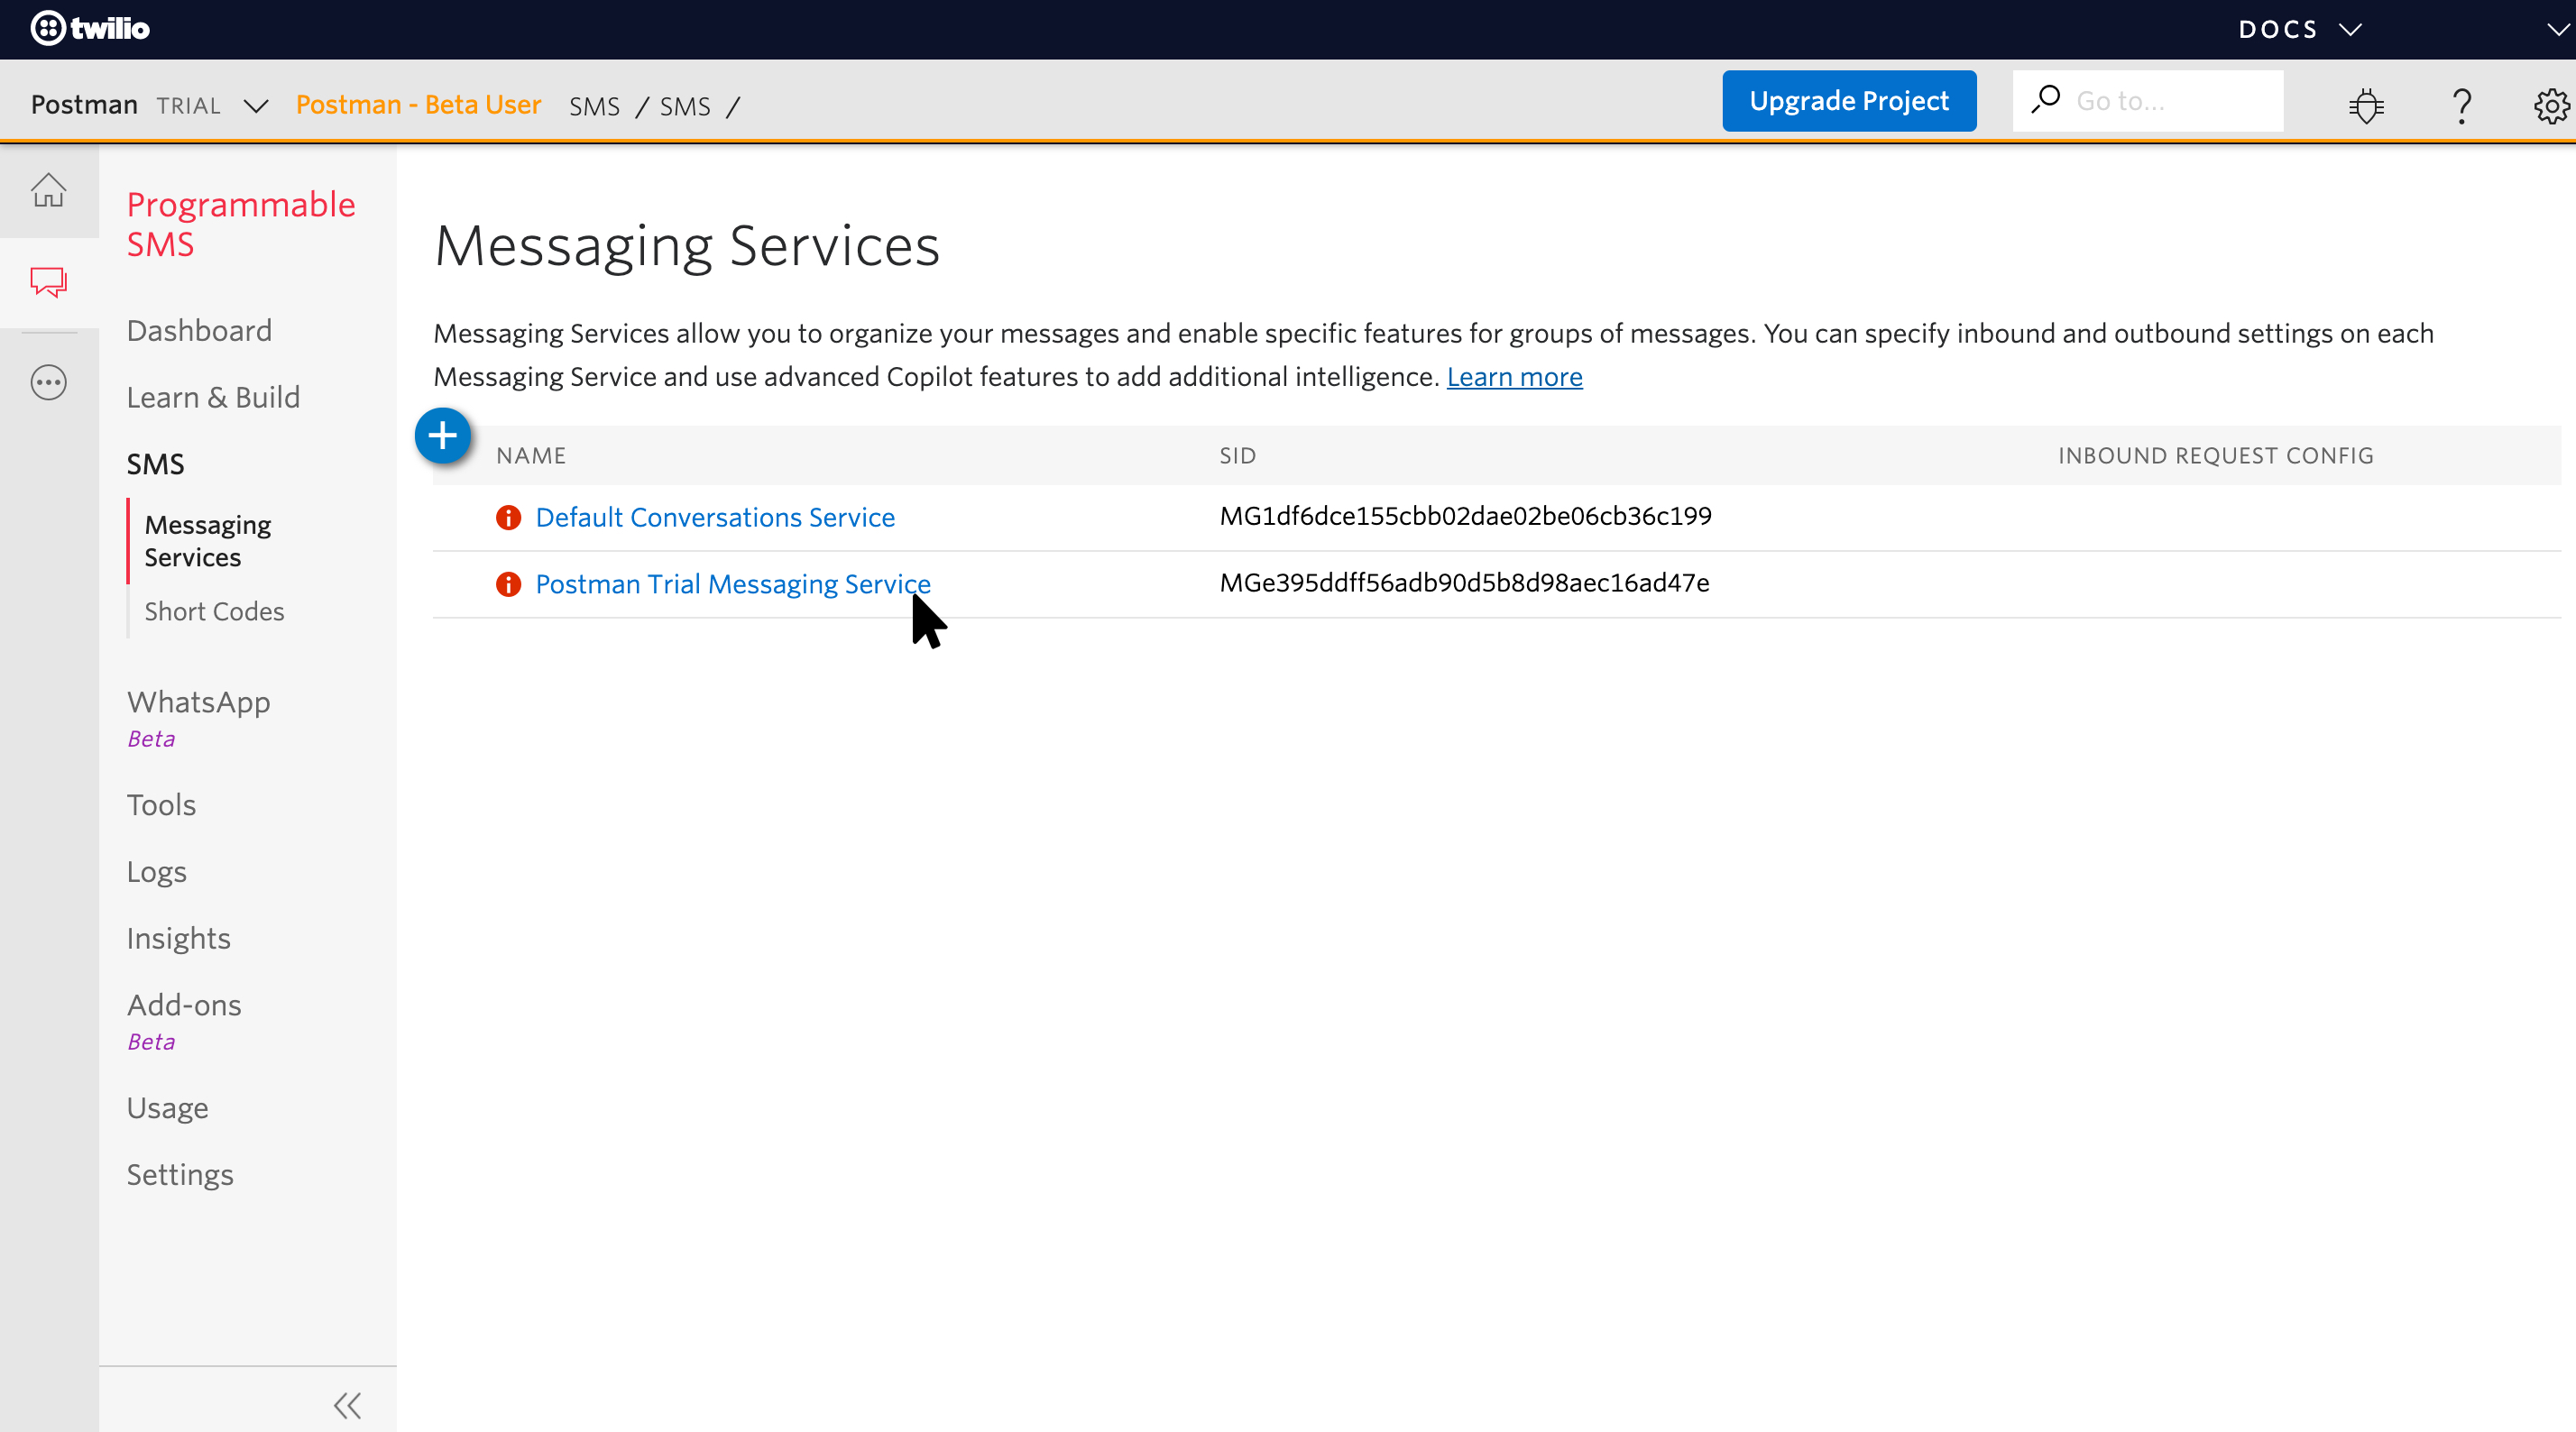 twilio
DOCS
Postman TRIAL Postman - Beta User SMS / SMS /
Upgrade Project
Go to...
Programmable
SMS
Dashboard
Learn & Build
SMS
Messaging
Services
Short Codes
WhatsApp
Beta
Tools
Logs
Insights
Add-ons
Beta
Usage
Settings
Messaging Services
Messaging Services allow you to organize your messages and enable specific features for groups of messages. You can specify inbound and outbound settings on each
Messaging Service and use advanced Copilot features to add additional intelligence. Learn more
NAME SID INBOUND REQUEST CONFIG
Default Conversations Service MG1df6dce155cbb02dae02be06cb36c199
Postman Trial Messaging Service MGe395ddff56adb90d5b8d98aec16ad47e